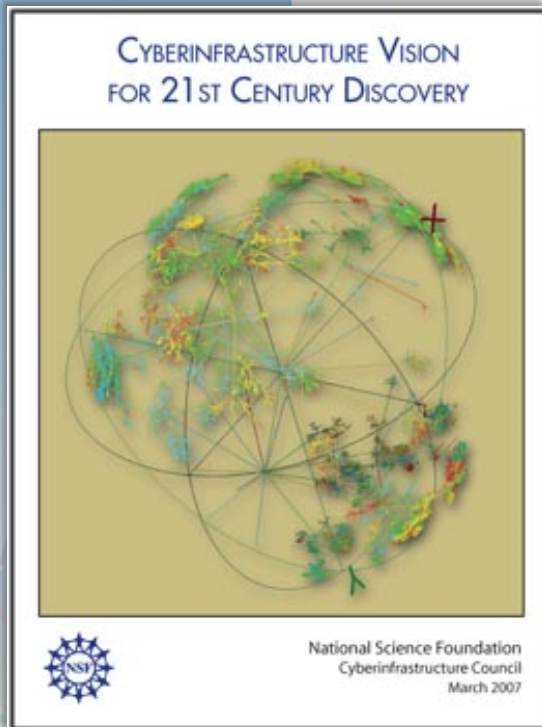 CYBERINFRASTRUCTURE VISION
FOR 21ST CENTURY DISCOVERY
NSF
National Science Foundation
Cyberinfrastructure Council
March 2007